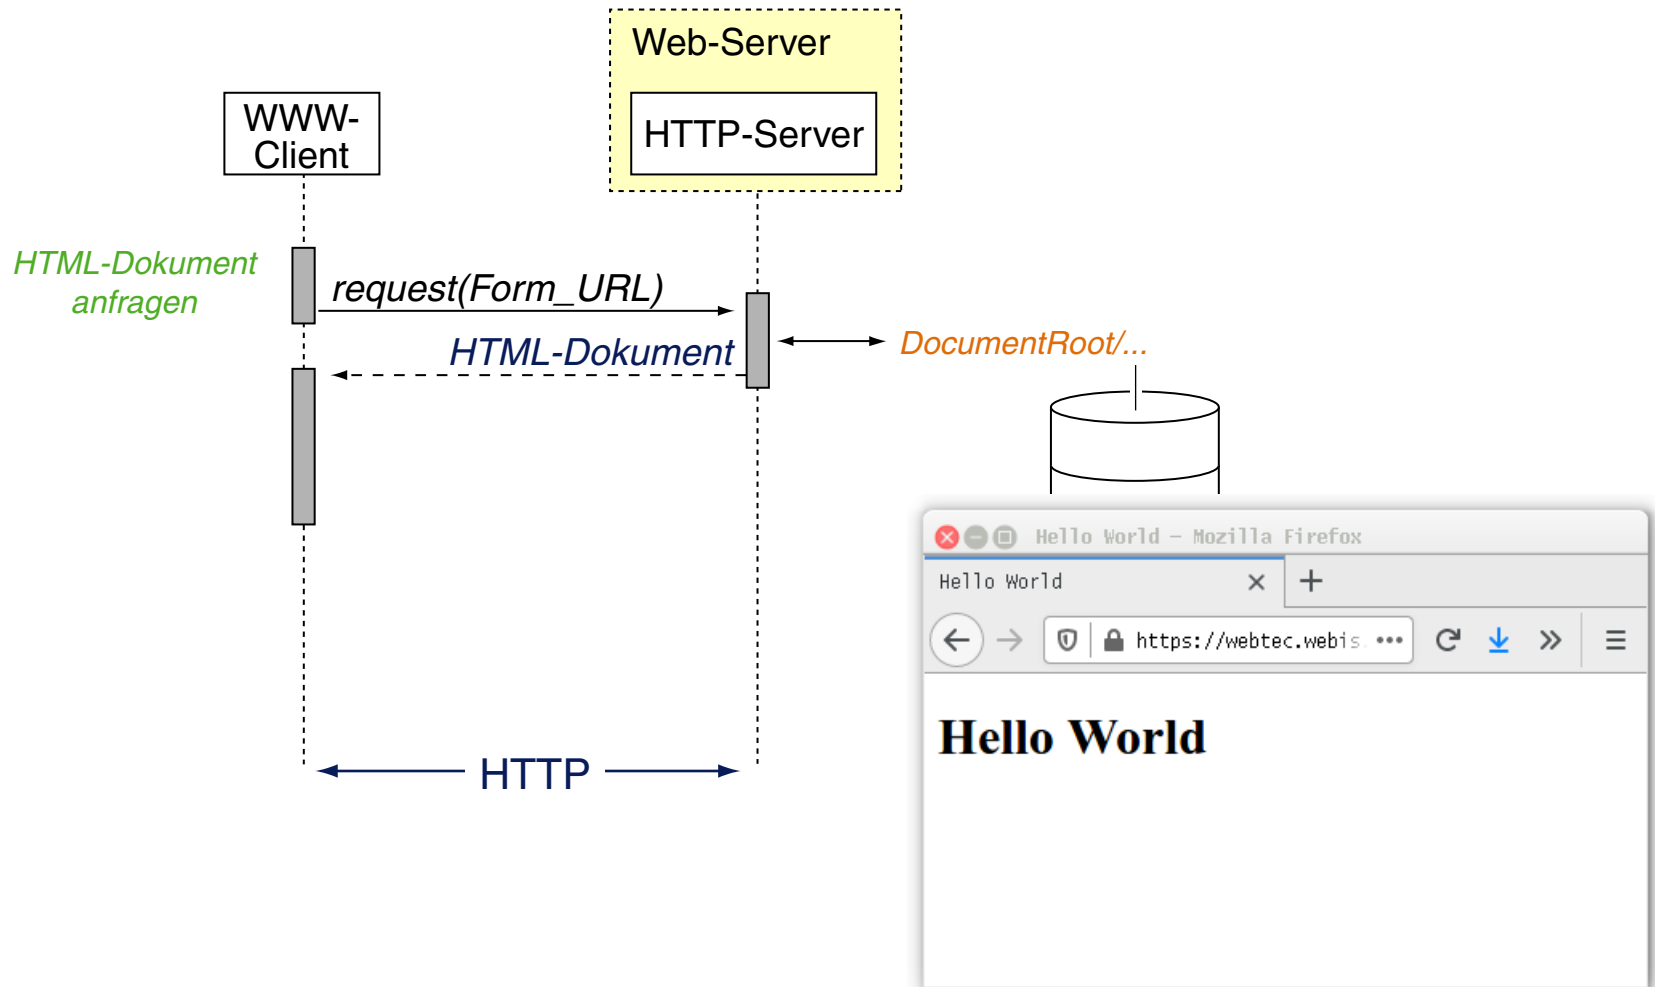 Web-Server
WWW-
Client
HTTP-Server
HTML-Dokument
anfragen
request(Form_URL)
HTML-Dokument
DocumentRoot/...
HTTP
Hello World – Mozilla Firefox
Hello World
https://webtec.webis.
Hello World